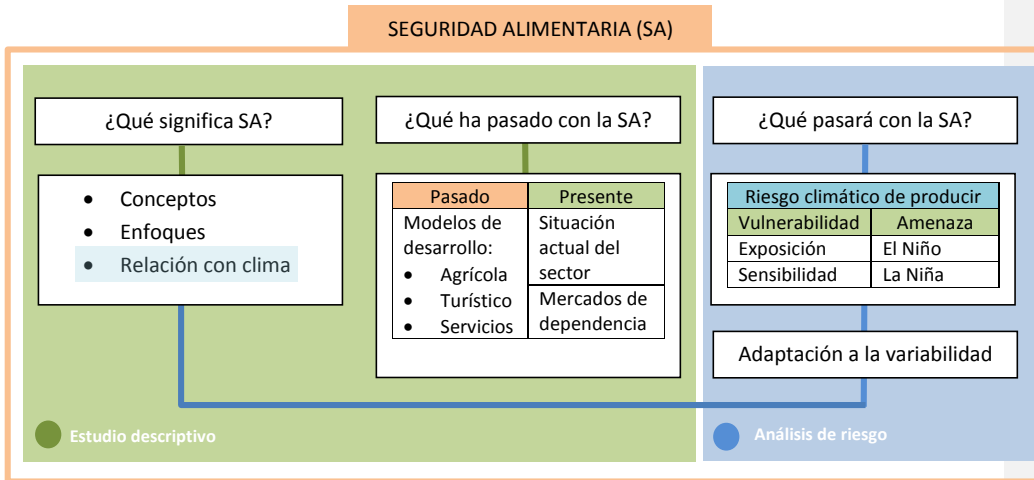 SEGURIDAD ALIMENTARIA (SA)
¿Qué significa SA?
• Conceptos
• Enfoques
• Relación con clima
¿Qué ha pasado con la SA?
Pasado
Modelos de
desarrollo:
• Agrícola
• Turístico
• Servicios
Presente
Situación
actual del
sector
Mercados de
dependencia
¿Qué pasará con la SA?
Riesgo climático de producir
Vulnerabilidad Amenaza
Exposición El Niño
Sensibilidad La Niña
Adaptación a la variabilidad
Estudio descriptivo
Análisis de riesgo